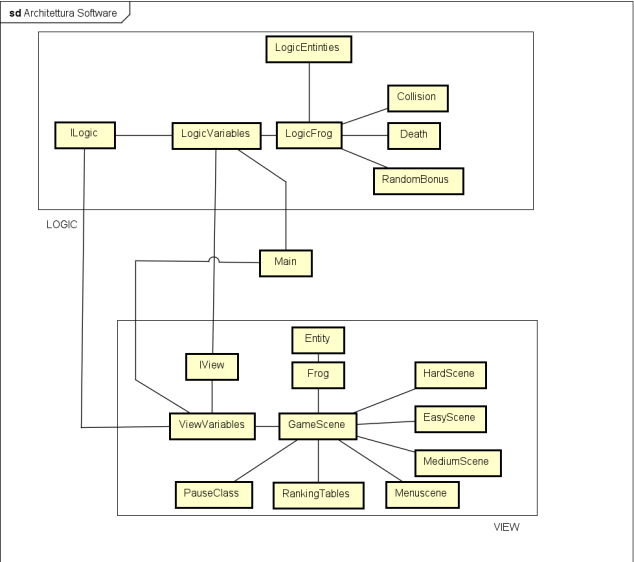 sd Architettura Software
LogicEntinties
Collision
ILogic
LogicVariables
LogicFrog
Death
RandomBonus
LOGIC
Main
Entity
IView
Frog
HardScene
EasyScene
ViewVariables
GameScene
MediumScene
PauseClass
RankingTables
Menuscene
VIEW